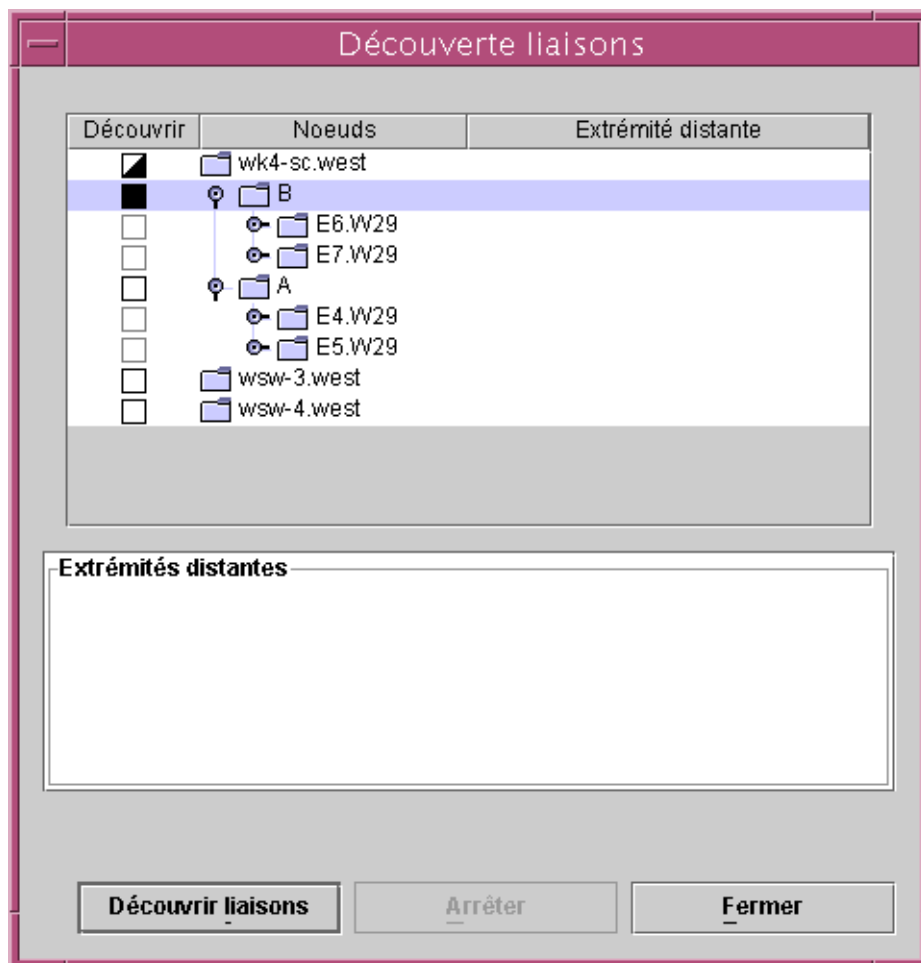 Découverte liaisons
Découvrir Noeuds Extrémité distante
wk4-sc.west
B
E6.W29
E7.W29
A
E4.W29
E5.W29
wsw-3.west
wsw-4.west
Extrémités distantes
Découvrir liaisons Arrêter Fermer